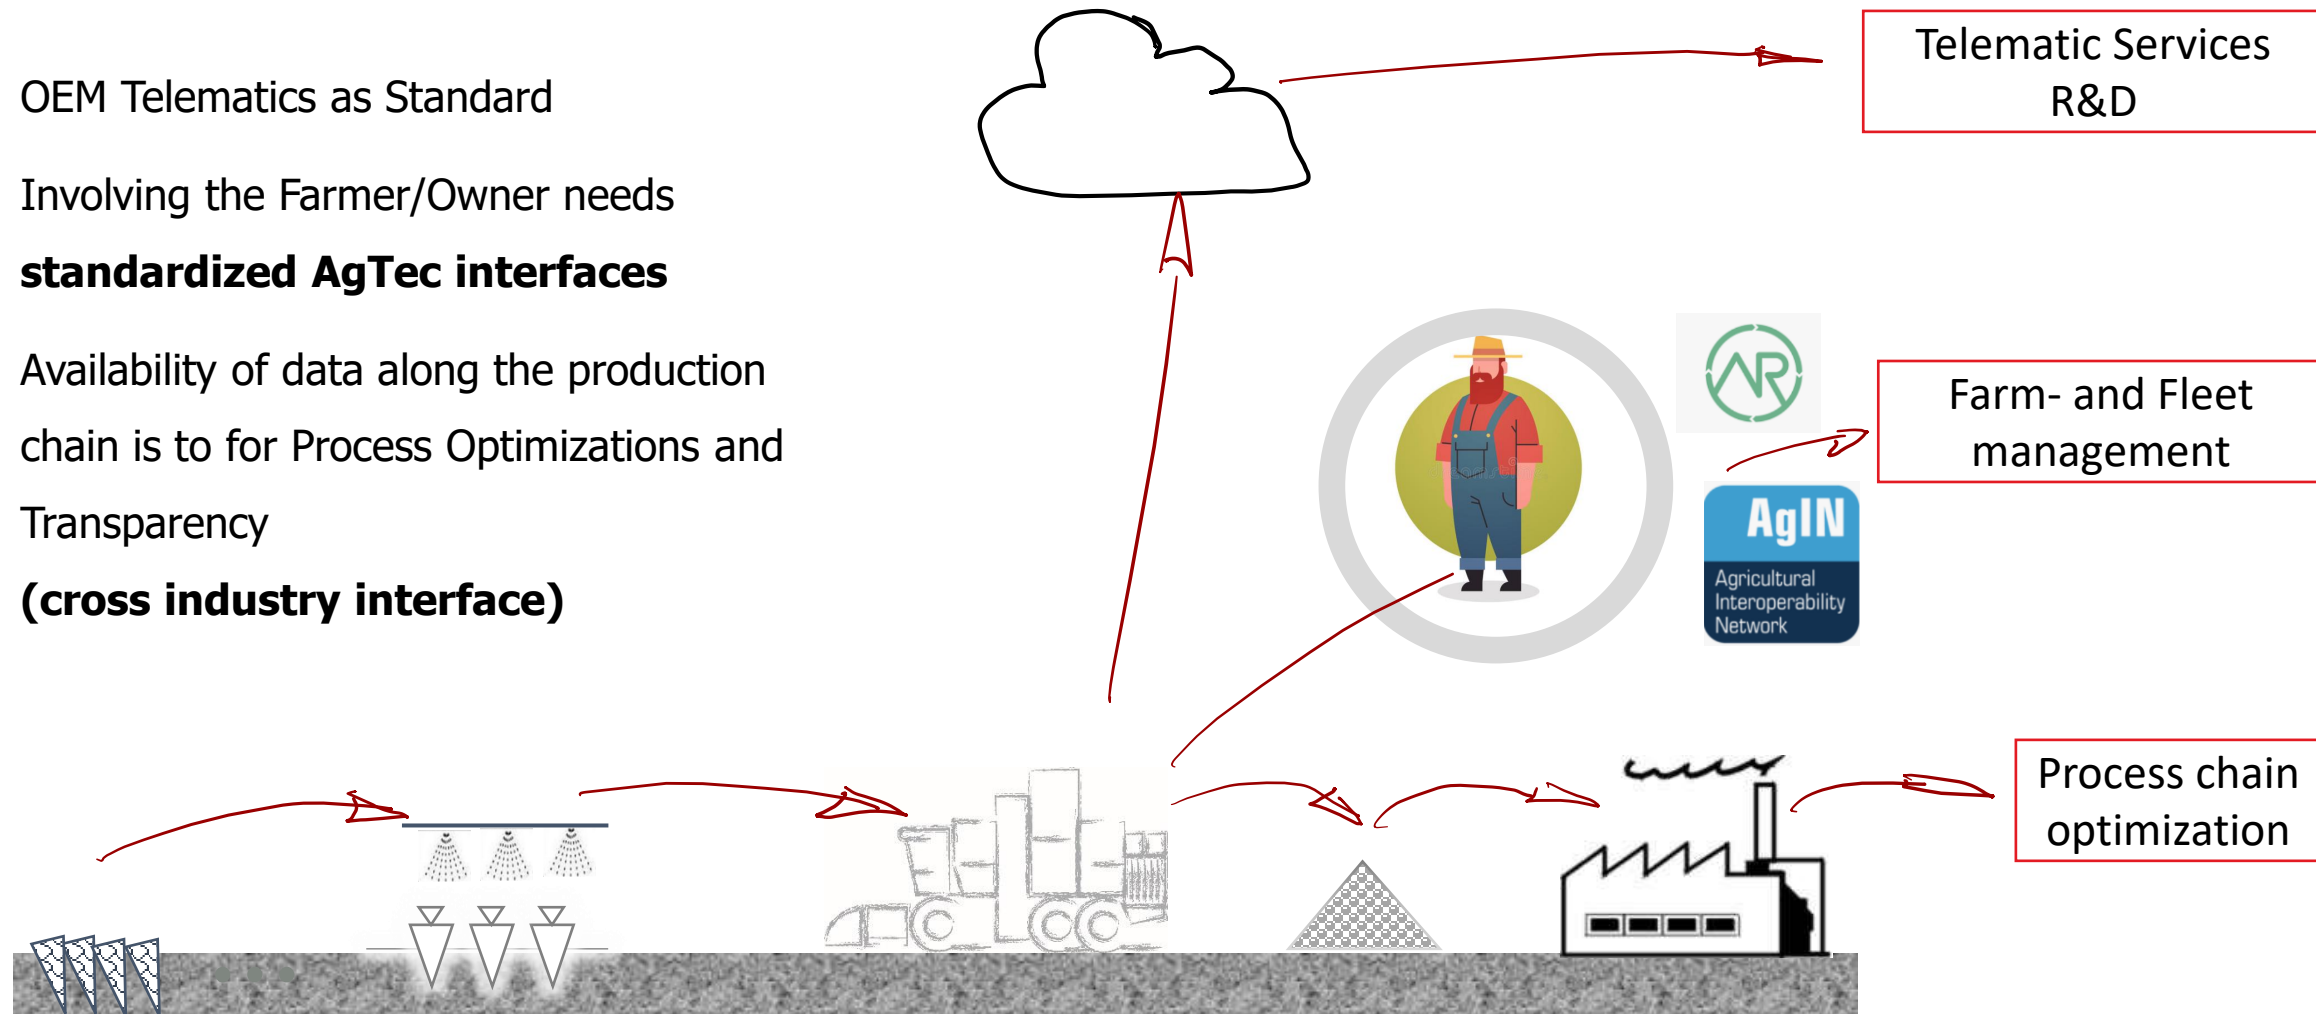 OEM Telematics as Standard
Involving the Farmer/Owner needs
standardized AgTec interfaces
Availability of data along the production
chain is to for Process Optimizations and
Transparency
(cross industry interface)
Telematic Services
R&D
AR
Farm- and Fleet
management
AgIN
Agricultural
Interoperability
Network
Process chain
optimization